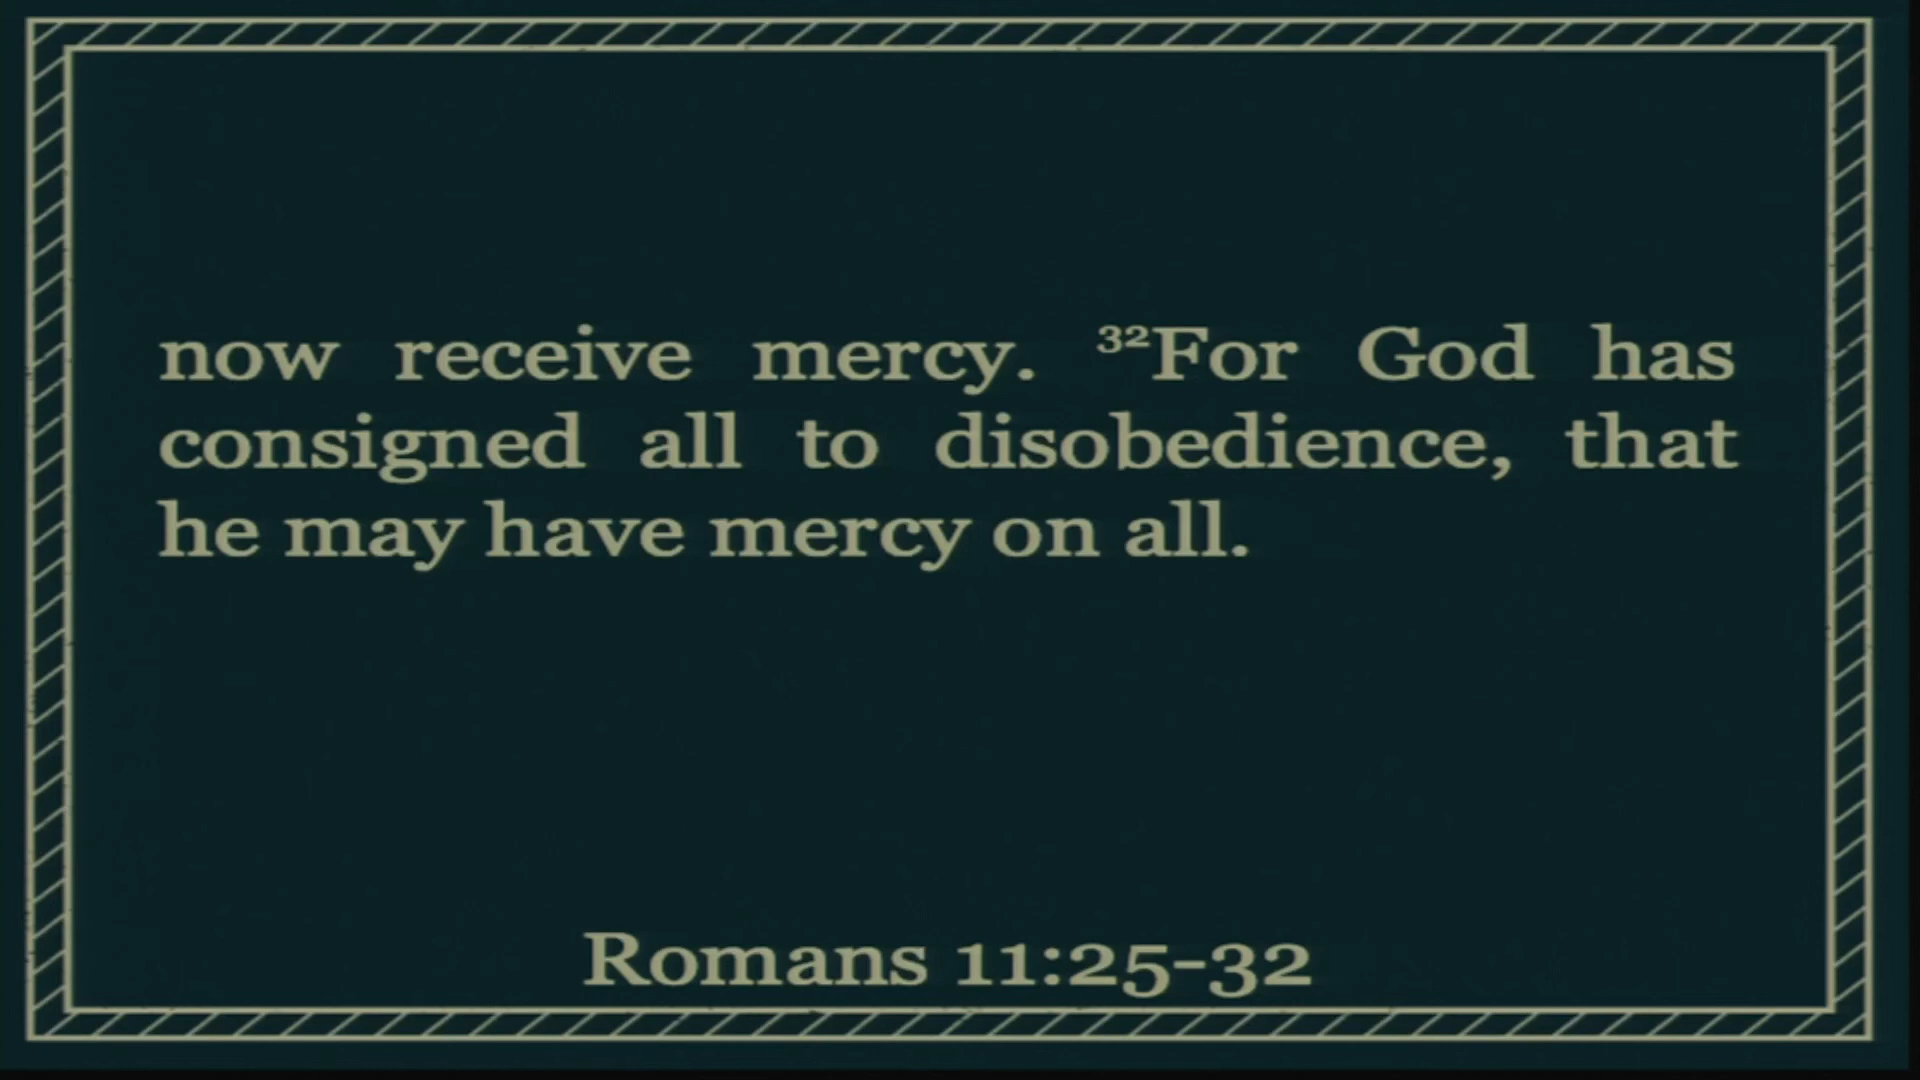 now receive mercy. ³²For God has
consigned all to disobedience, that
he may have mercy on all.
Romans 11:25-32